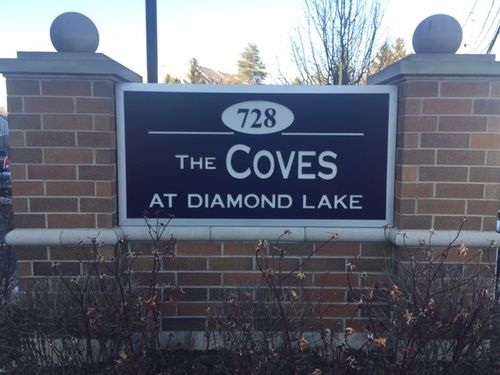 728
THE COVES
AT DIAMOND LAKE